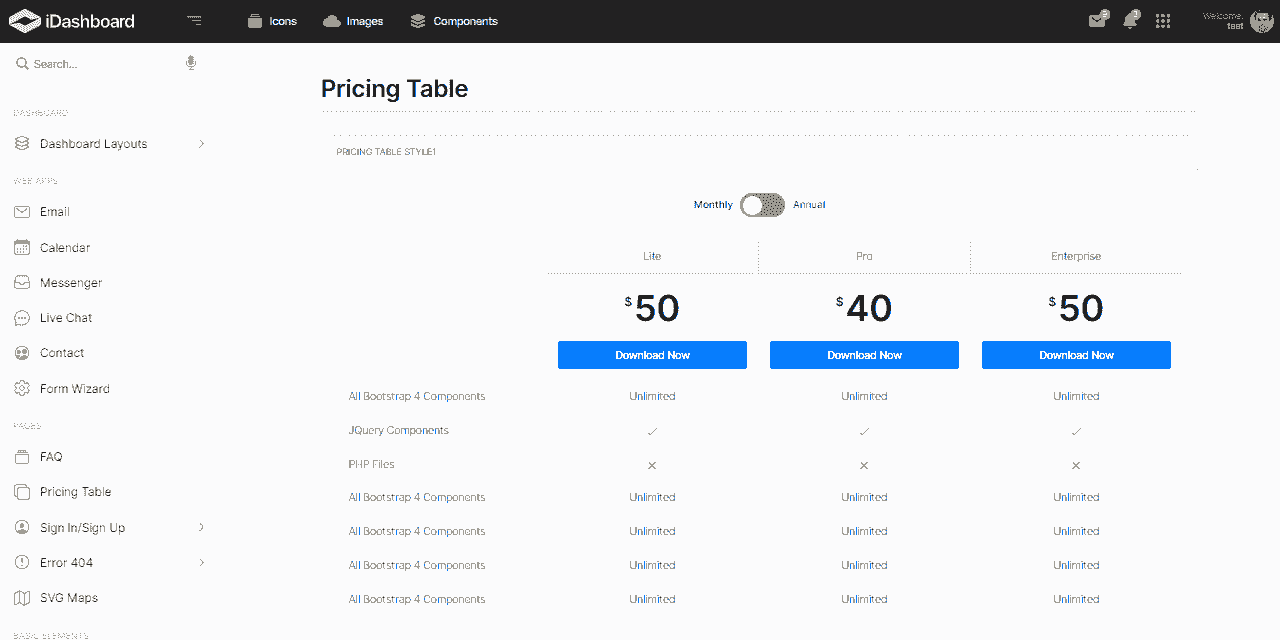 iDashboard
Icons Images Components
Welcome,
test
Search...
DASHBOARD
Dashboard Layouts
WEB APPS
Email
Calendar
Messenger
Live Chat
Contact
Form Wizard
PAGES
FAQ
Pricing Table
Sign In/Sign Up
Error 404
SVG Maps
BASIC ELEMENTS
Pricing Table
PRICING TABLE STYLE1
Monthly Annual
Lite Pro Enterprise
$50 $40 $50
Download Now Download Now Download Now
All Bootstrap 4 Components Unlimited Unlimited Unlimited
JQuery Components
PHP Files
All Bootstrap 4 Components Unlimited Unlimited Unlimited
All Bootstrap 4 Components Unlimited Unlimited Unlimited
All Bootstrap 4 Components Unlimited Unlimited Unlimited
All Bootstrap 4 Components Unlimited Unlimited Unlimited